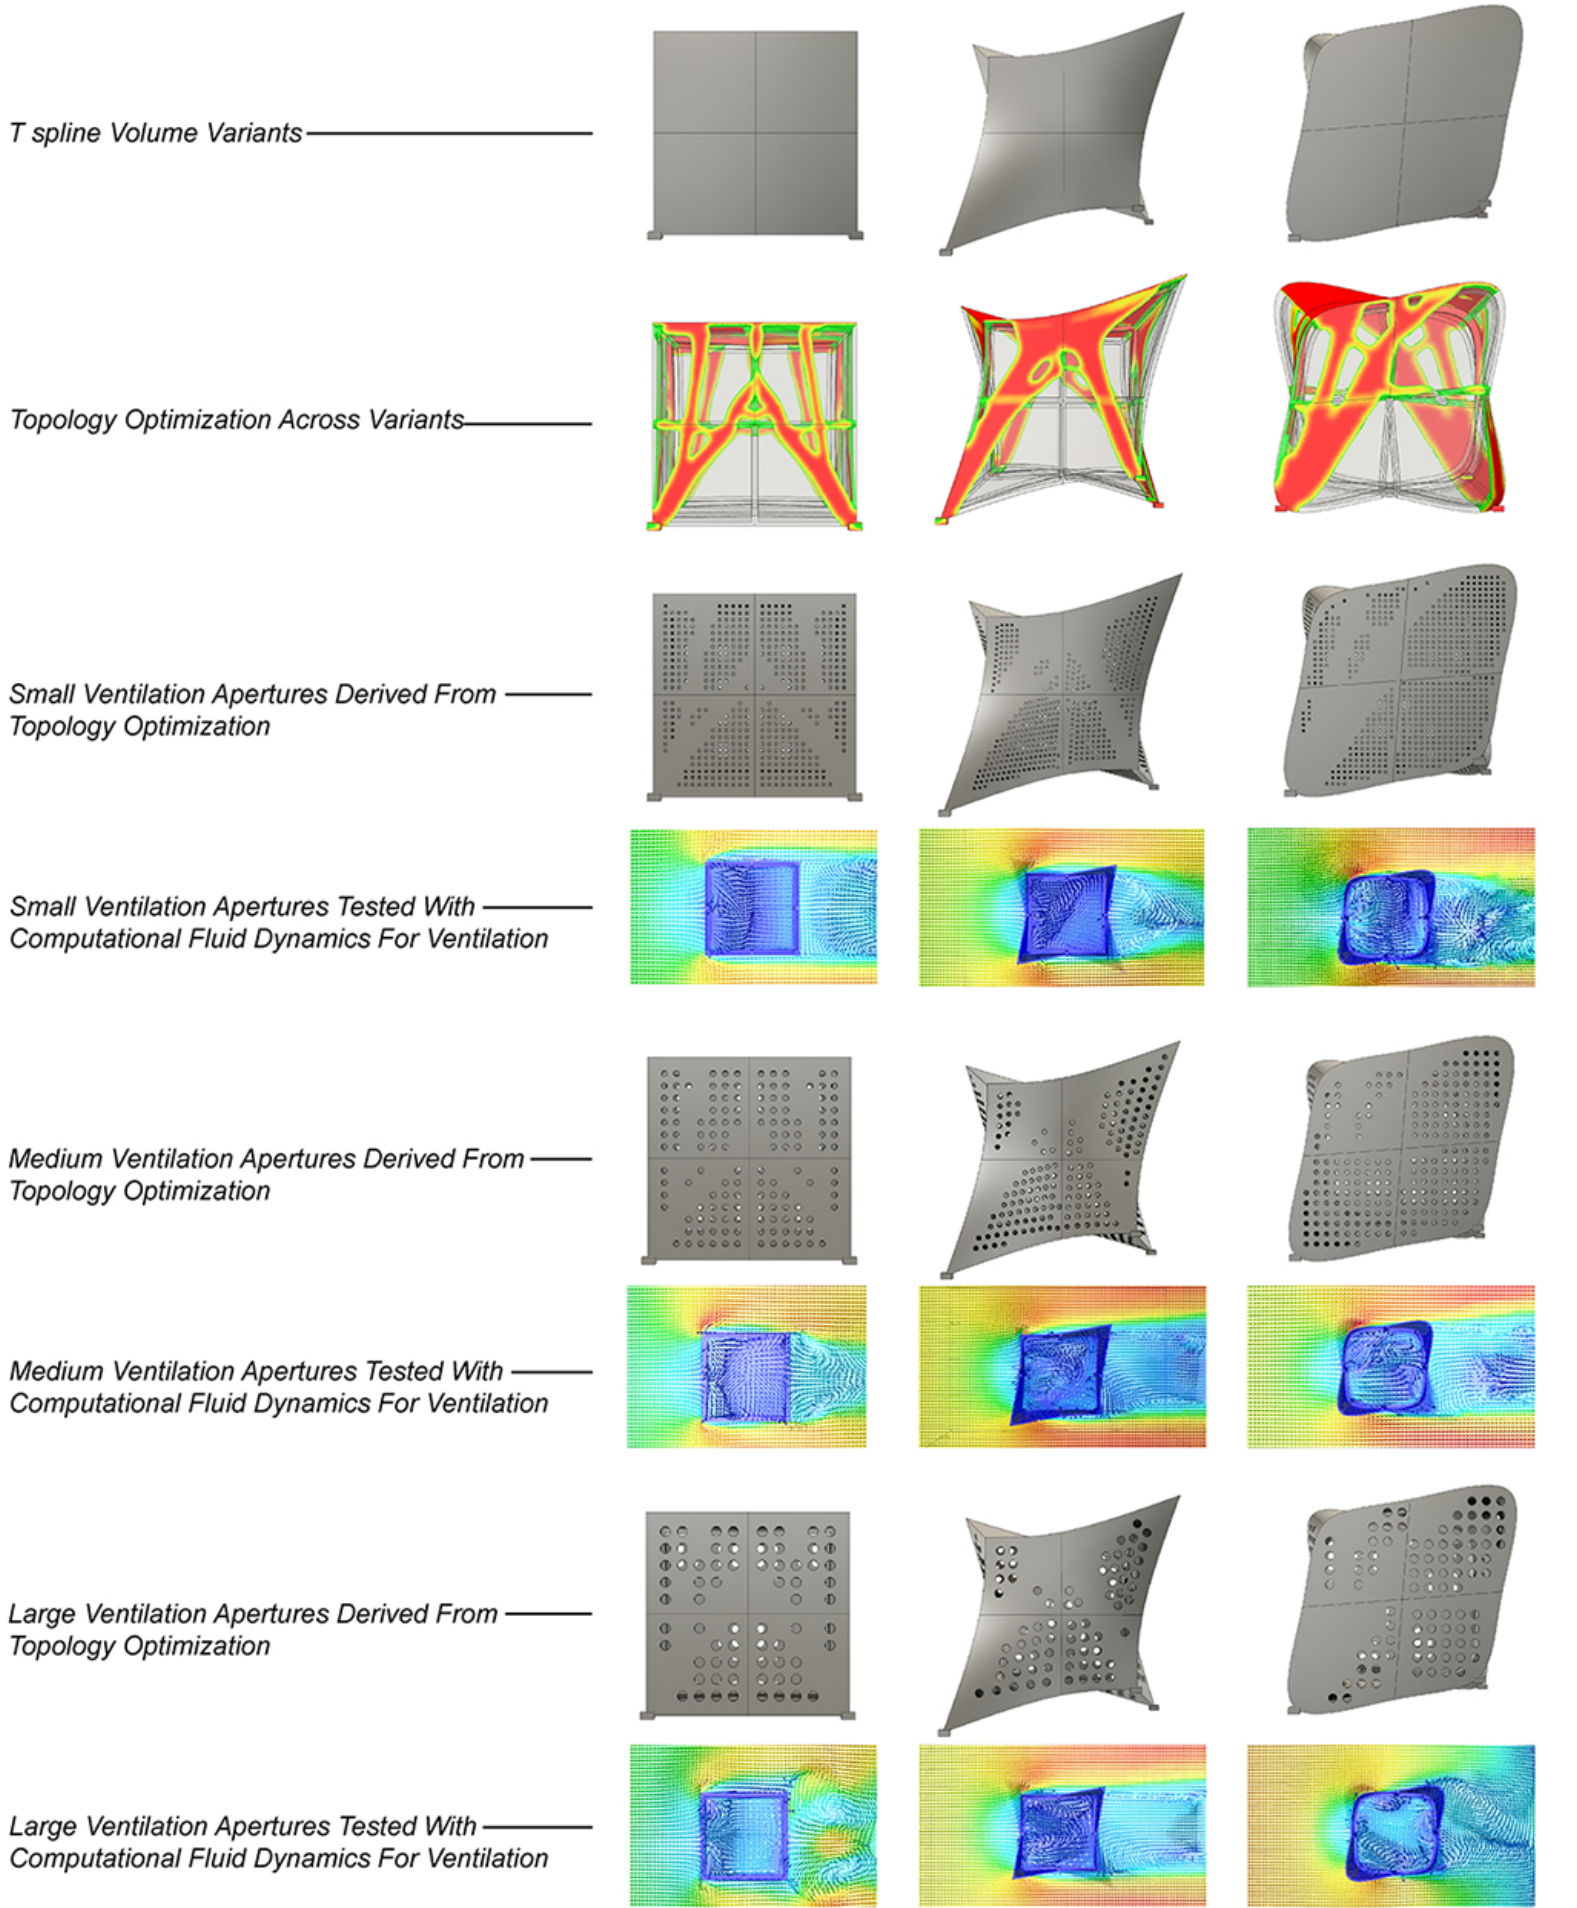 T spline Volume Variants
Topology Optimization Across Variants
Small Ventilation Apertures Derived From
Topology Optimization
Small Ventilation Apertures Tested With
Computational Fluid Dynamics For Ventilation
Medium Ventilation Apertures Derived From
Topology Optimization
Medium Ventilation Apertures Tested With
Computational Fluid Dynamics For Ventilation
Large Ventilation Apertures Derived From
Topology Optimization
Large Ventilation Apertures Tested With
Computational Fluid Dynamics For Ventilation